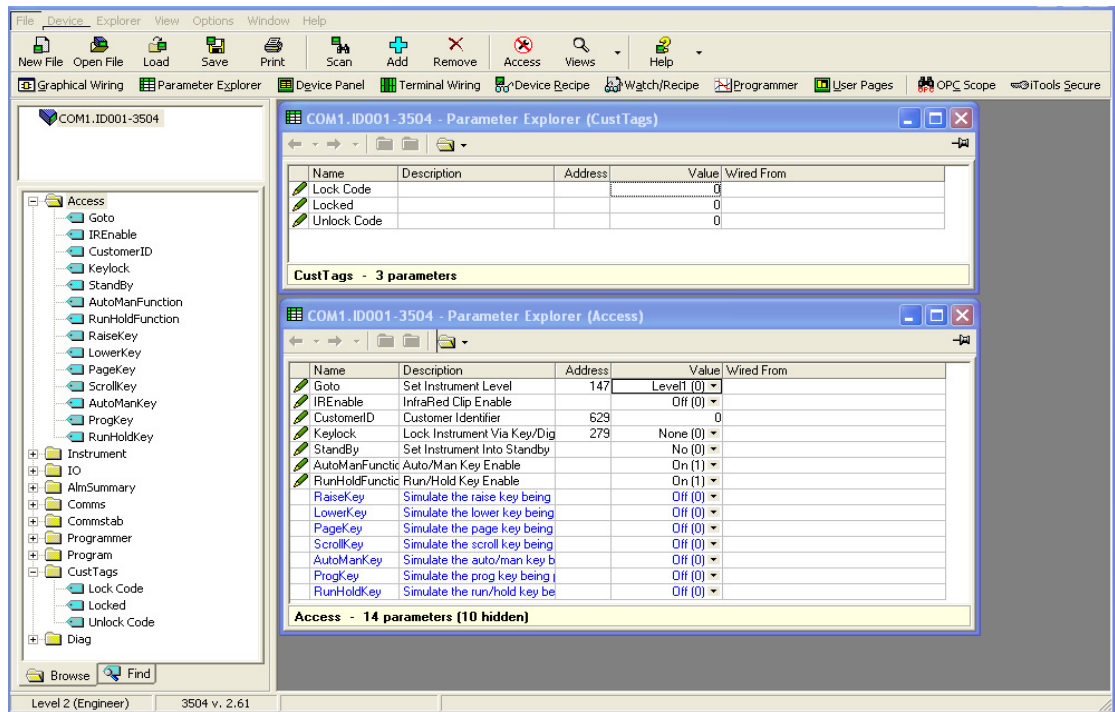 File Device Explorer View Options Window Help
New File Open File Load Save Print Scan Add Remove Access Views Help
Graphical Wiring Parameter Explorer Device Panel Terminal Wiring Device Recipe Watch/Recipe Programmer User Pages OPC Scope iTools Secure
COM1.ID001-3504
Access
Goto
IREnable
CustomerID
Keylock
StandBy
AutoManFunction
RunHoldFunction
RaiseKey
LowerKey
PageKey
ScrollKey
AutoManKey
ProgKey
RunHoldKey
Instrument
IO
AlmSummary
Comms
Commstab
Programmer
Program
CustTags
Lock Code
Locked
Unlock Code
Diag
Browse Find
COM1.ID001-3504 - Parameter Explorer (CustTags)
Name Description Address Value Wired From
Lock Code 0
Locked 0
Unlock Code 0
CustTags - 3 parameters
COM1.ID001-3504 - Parameter Explorer (Access)
Name Description Address Value Wired From
Goto Set Instrument Level 147 Level1 (0)
IREnable InfraRed Clip Enable Off (0)
CustomerID Customer Identifier 629 0
Keylock Lock Instrument Via Key/Dig 279 None (0)
StandBy Set Instrument Into Standby No (0)
AutoManFunctic Auto/Man Key Enable On (1)
RunHoldFunctic Run/Hold Key Enable On (1)
RaiseKey Simulate the raise key being Off (0)
LowerKey Simulate the lower key being Off (0)
PageKey Simulate the page key being Off (0)
ScrollKey Simulate the scroll key being Off (0)
AutoManKey Simulate the auto/man key b Off (0)
ProgKey Simulate the prog key being Off (0)
RunHoldKey Simulate the run/hold key be Off (0)
Access - 14 parameters (10 hidden)
Level 2 (Engineer) 3504 v. 2.61